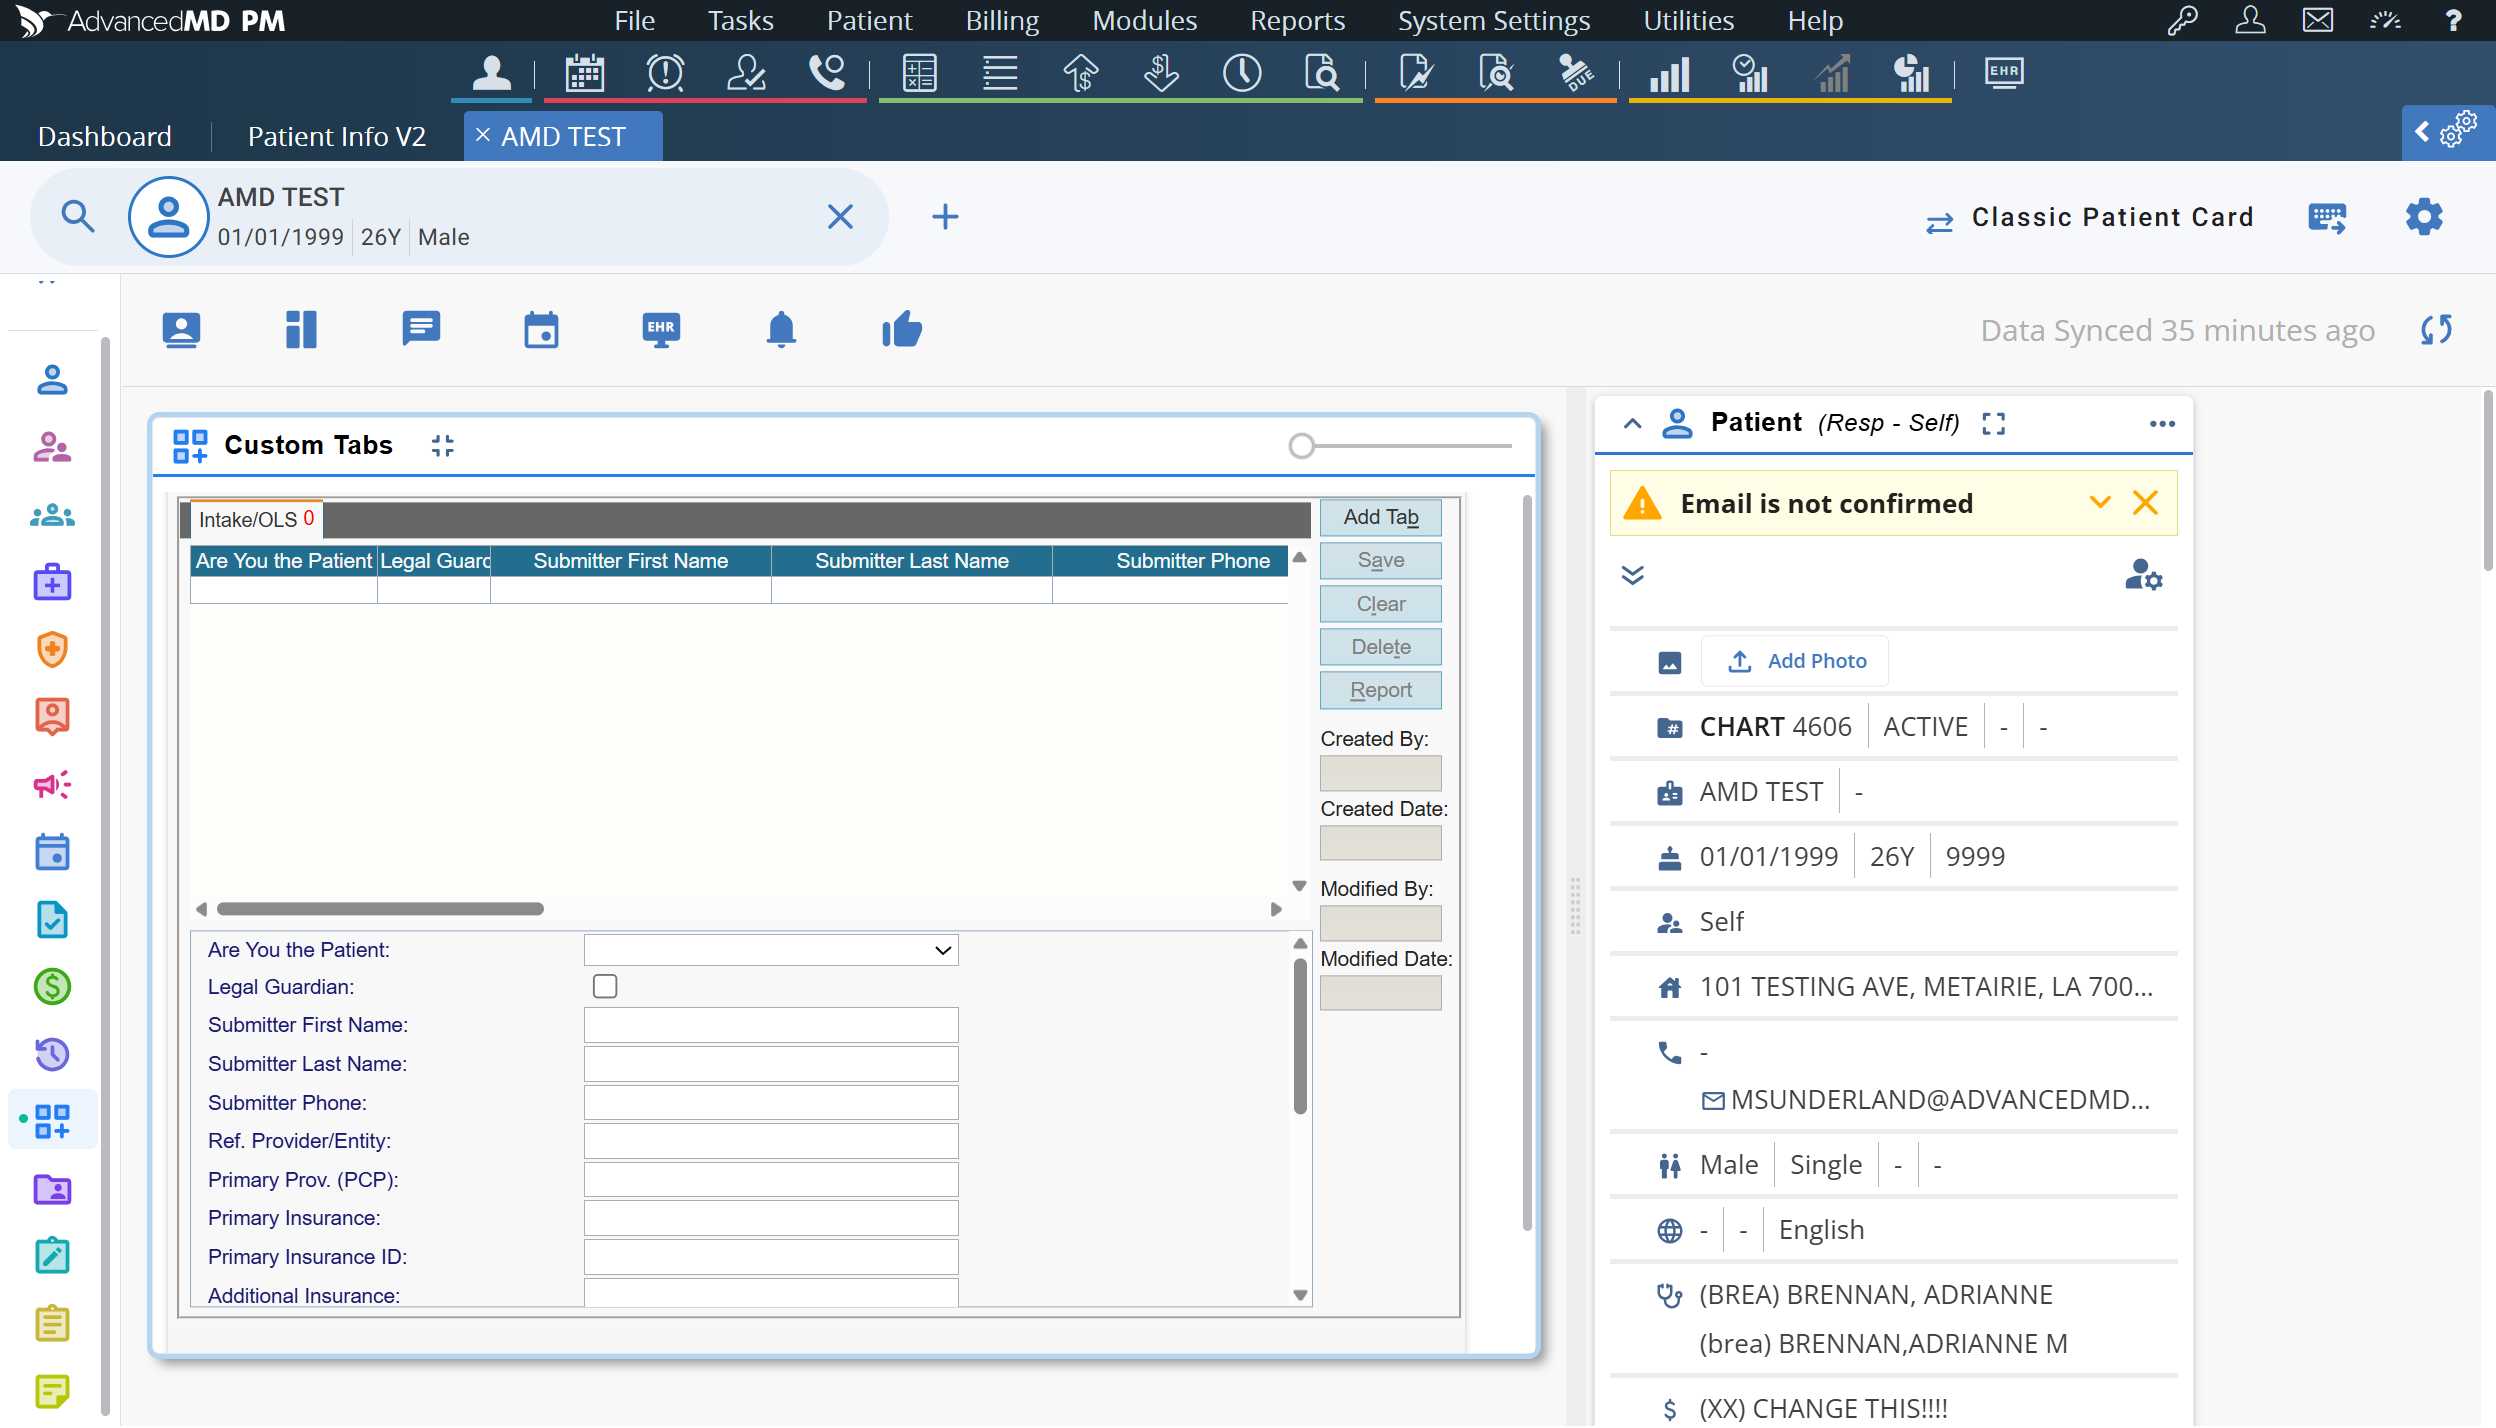 AdvancedMD PM
File Tasks Patient Billing Modules Reports System Settings Utilities Help
?
DUE
EHR
Dashboard Patient Info V2 × AMD TEST
AMD TEST
01/01/1999 26Y Male
Classic Patient Card
EHR
Data Synced 35 minutes ago
Custom Tabs
Intake/OLS 0
Are You the Patient Legal Guard Submitter First Name Submitter Last Name Submitter Phone
Add Tab
Save
Clear
Delete
Report
Created By:
Created Date:
Modified By:
Modified Date:
Are You the Patient:
Legal Guardian:
Submitter First Name:
Submitter Last Name:
Submitter Phone:
Ref. Provider/Entity:
Primary Prov. (PCP):
Primary Insurance:
Primary Insurance ID:
Additional Insurance:
Patient (Resp - Self)
Email is not confirmed
Add Photo
CHART 4606 ACTIVE - -
AMD TEST -
01/01/1999 26Y 9999
Self
101 TESTING AVE, METAIRIE, LA 700...
-
MSUNDERLAND@ADVANCEDMD...
Male Single - -
- - English
(BREA) BRENNAN, ADRIANNE
(brea) BRENNAN,ADRIANNE M
$ (XX) CHANGE THIS!!!!